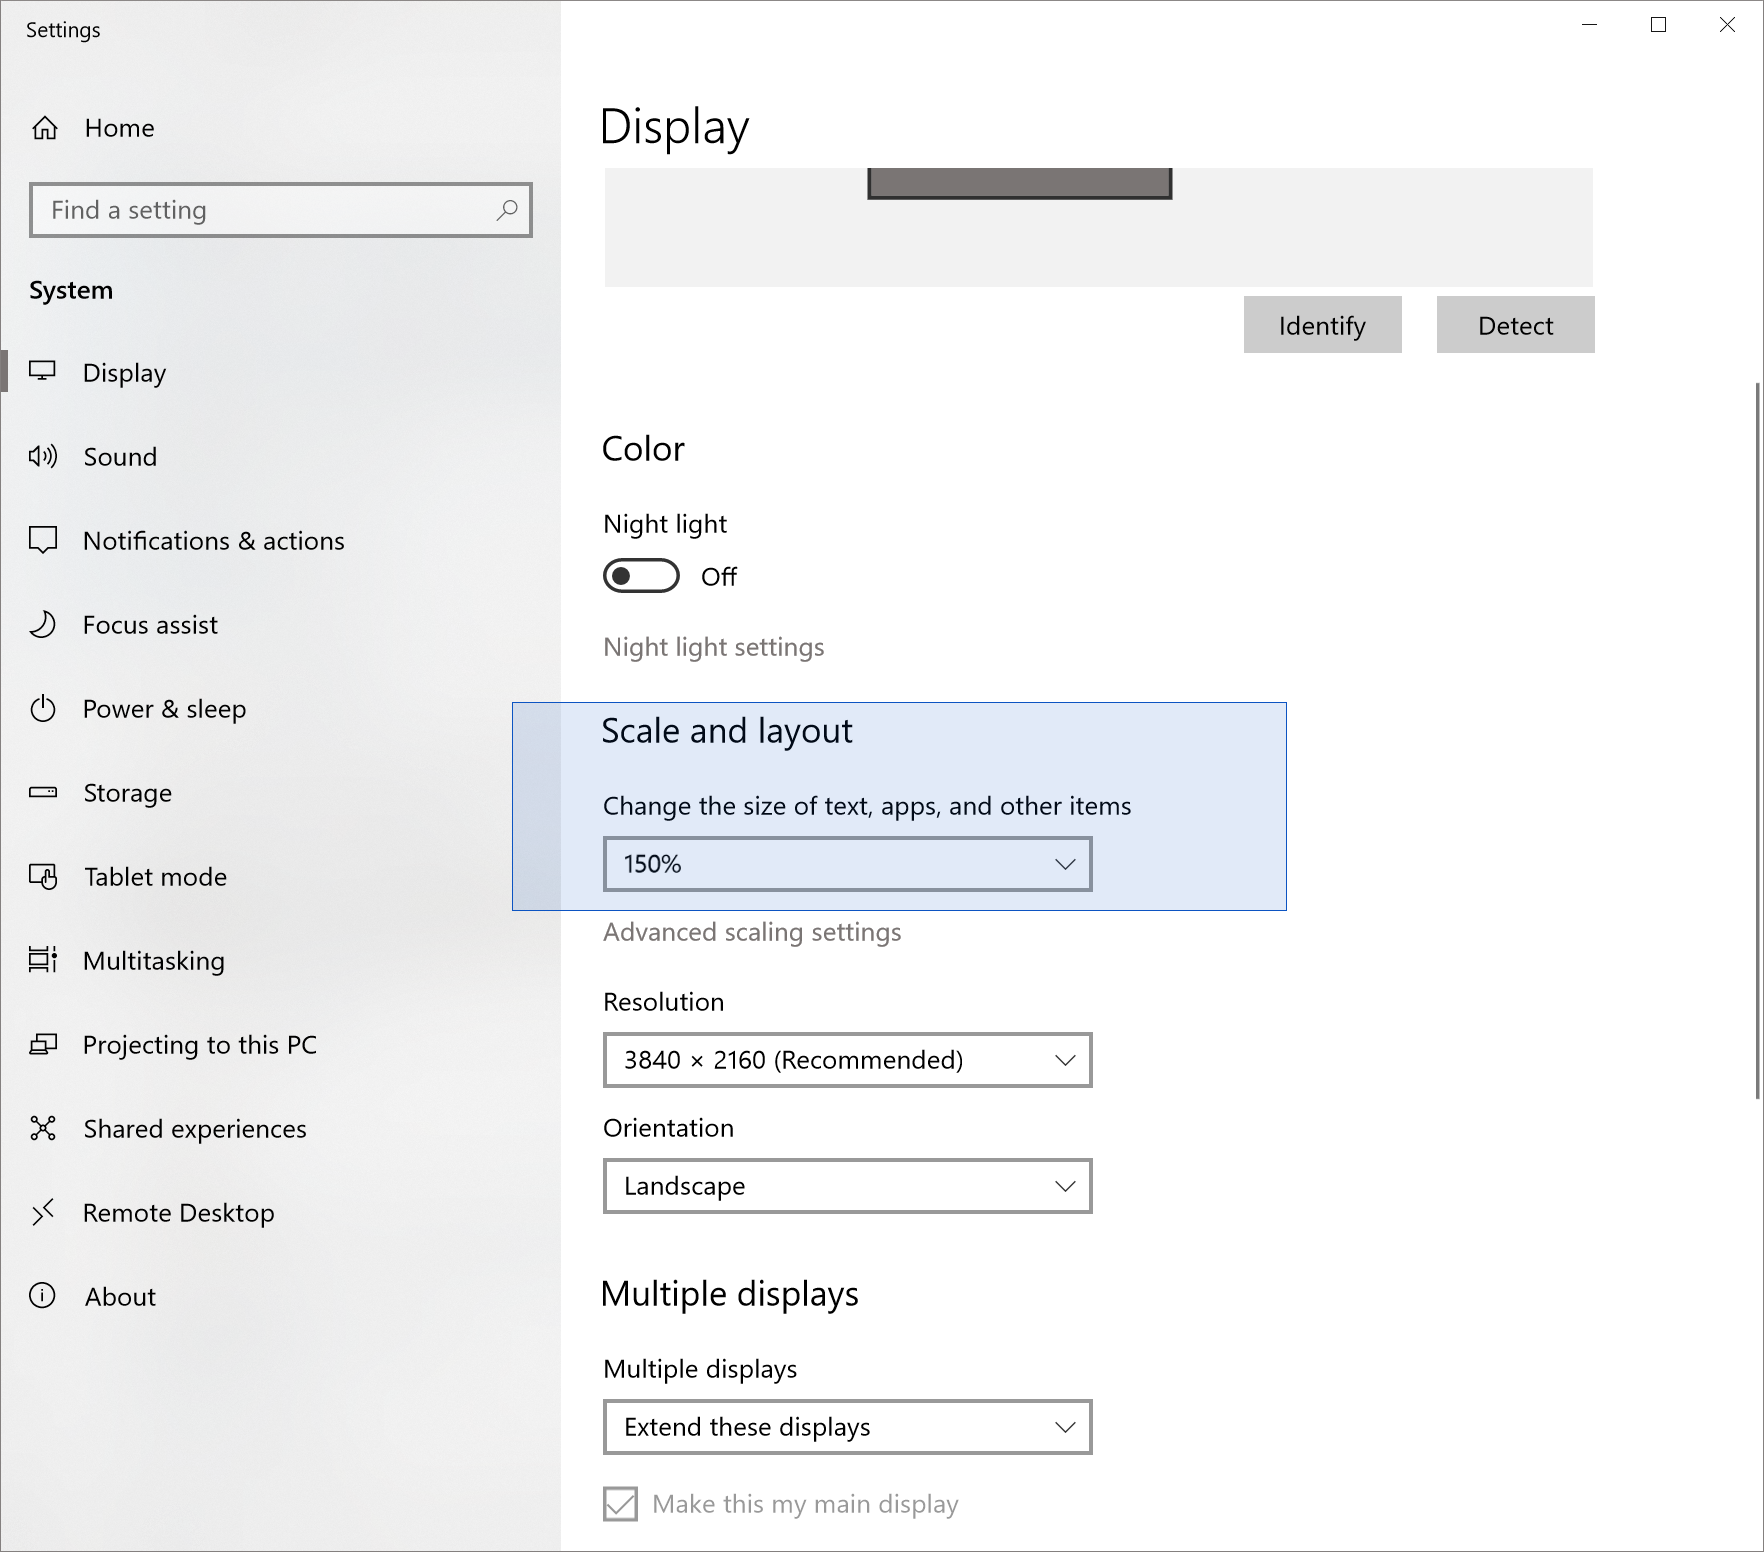 Settings
Home
Find a setting
System
Display
Sound
Notifications & actions
Focus assist
Power & sleep
Storage
Tablet mode
Multitasking
Projecting to this PC
Shared experiences
Remote Desktop
About
Display
Identify
Detect
Color
Night light
Off
Night light settings
Scale and layout
Change the size of text, apps, and other items
150%
Advanced scaling settings
Resolution
3840 × 2160 (Recommended)
Orientation
Landscape
Multiple displays
Multiple displays
Extend these displays
Make this my main display